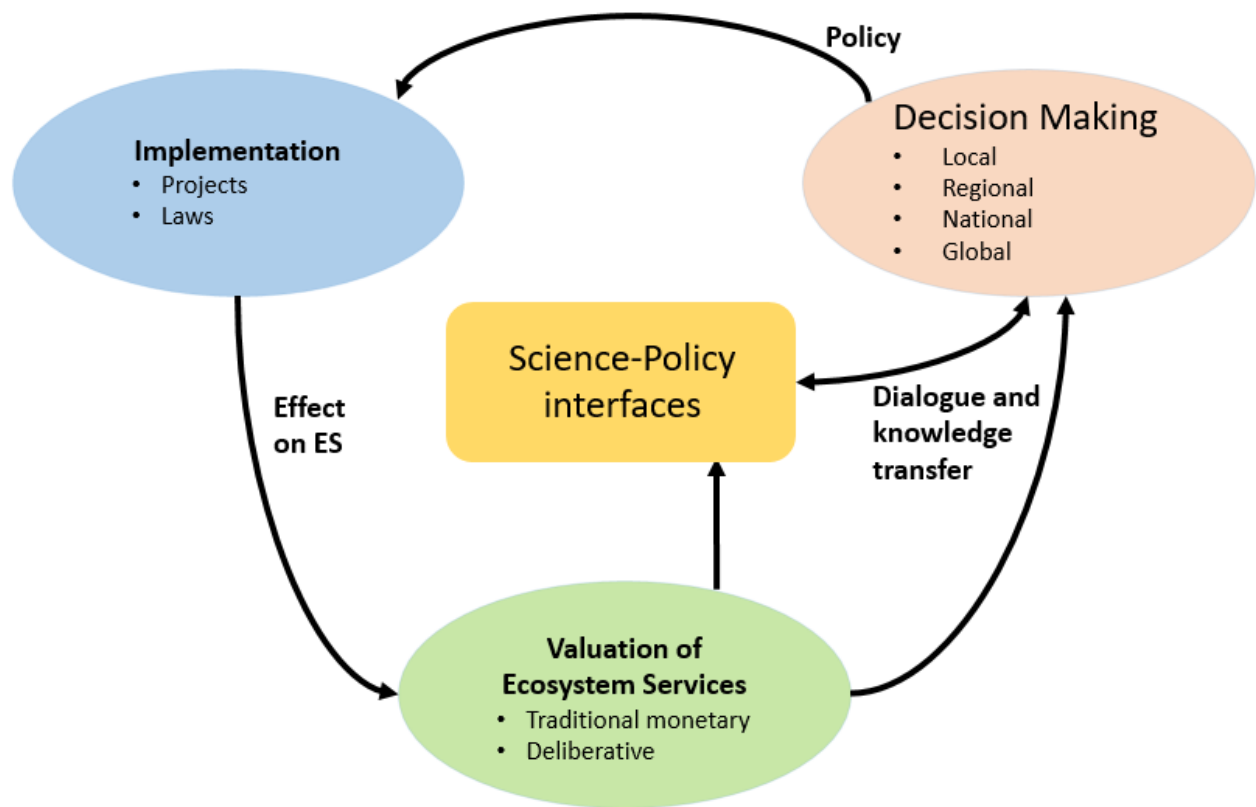 Policy
Implementation
• Projects
• Laws
Decision Making
• Local
• Regional
• National
• Global
Science-Policy
interfaces
Effect
on ES
Dialogue and
knowledge
transfer
Valuation of
Ecosystem Services
• Traditional monetary
• Deliberative